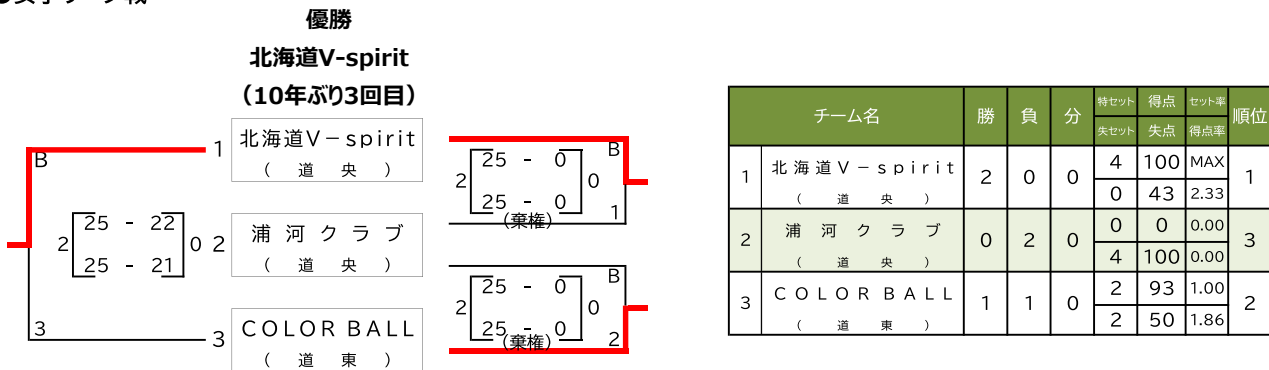 優勝
北海道V-spirit
（10年ぶり3回目）
B
1
北海道V－spirit
（ 道 央 ）
2
25 - 22
25 - 21
0
2
浦 河 ク ラ ブ
（ 道 央 ）
3
3
COLOR BALL
（ 道 東 ）
B
2
25 - 0
25 - 0
0
（棄権）
1
B
2
25 - 0
25 - 0
0
（棄権）
2
チーム名 勝 負 分 特セット 得点 セット率 順位
失セット 失点 得点率
1 北海道V－spirit 2 0 0 4 100 MAX 1
（ 道 央 ） 0 43 2.33
2 浦 河 ク ラ ブ 0 2 0 0 0 0.00 3
（ 道 央 ） 4 100 0.00
3 COLOR BALL 1 1 0 2 93 1.00 2
（ 道 東 ） 2 50 1.86